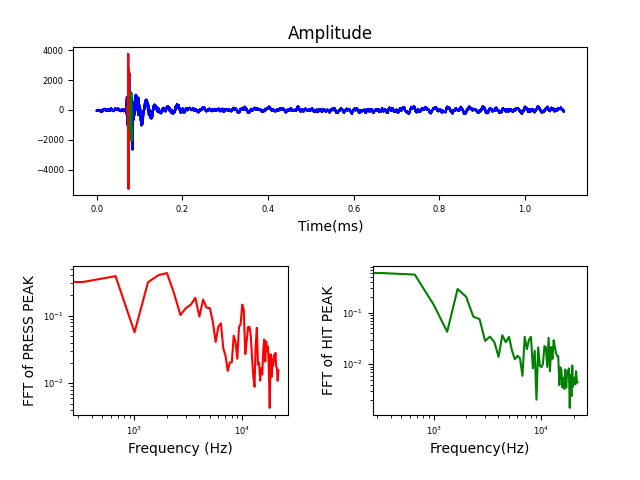 Amplitude
4000
2000
0
−2000
−4000
0.0 0.2 0.4 0.6 0.8 1.0
Time(ms)
FFT of PRESS PEAK
10⁻¹
10⁻²
10³ 10⁴
Frequency (Hz)
FFT of HIT PEAK
10⁻¹
10⁻²
10³ 10⁴
Frequency(Hz)